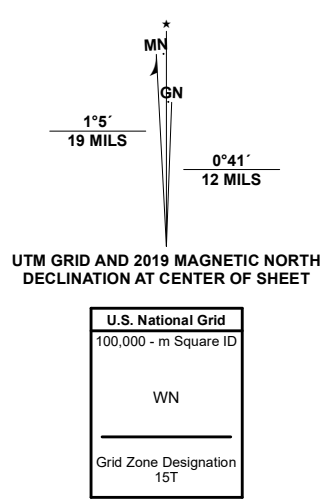 MN
GN
1°5´
19 MILS
0°41´
12 MILS
UTM GRID AND 2019 MAGNETIC NORTH
DECLINATION AT CENTER OF SHEET
U.S. National Grid
100,000 - m Square ID
WN
Grid Zone Designation
15T